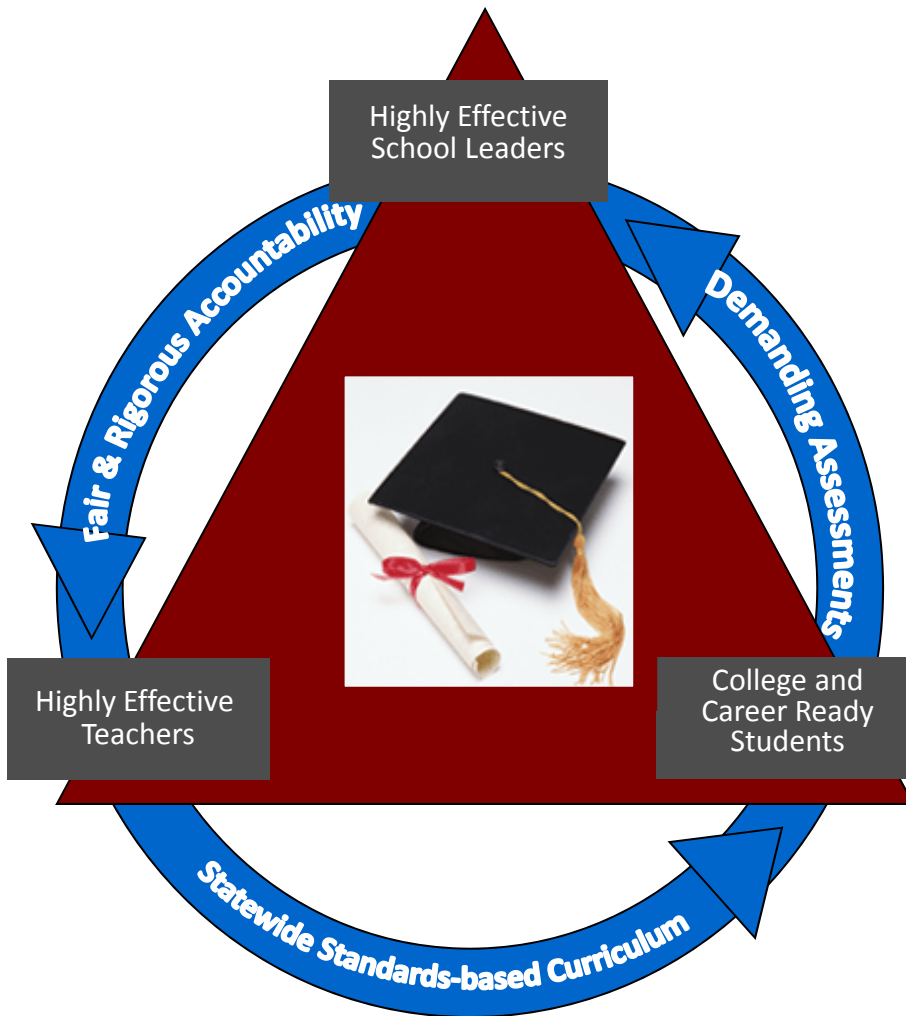 Highly Effective
School Leaders
Fair & Rigorous Accountability
Demanding Assessments
Highly Effective
Teachers
College and
Career Ready
Students
Statewide Standards-based Curriculum